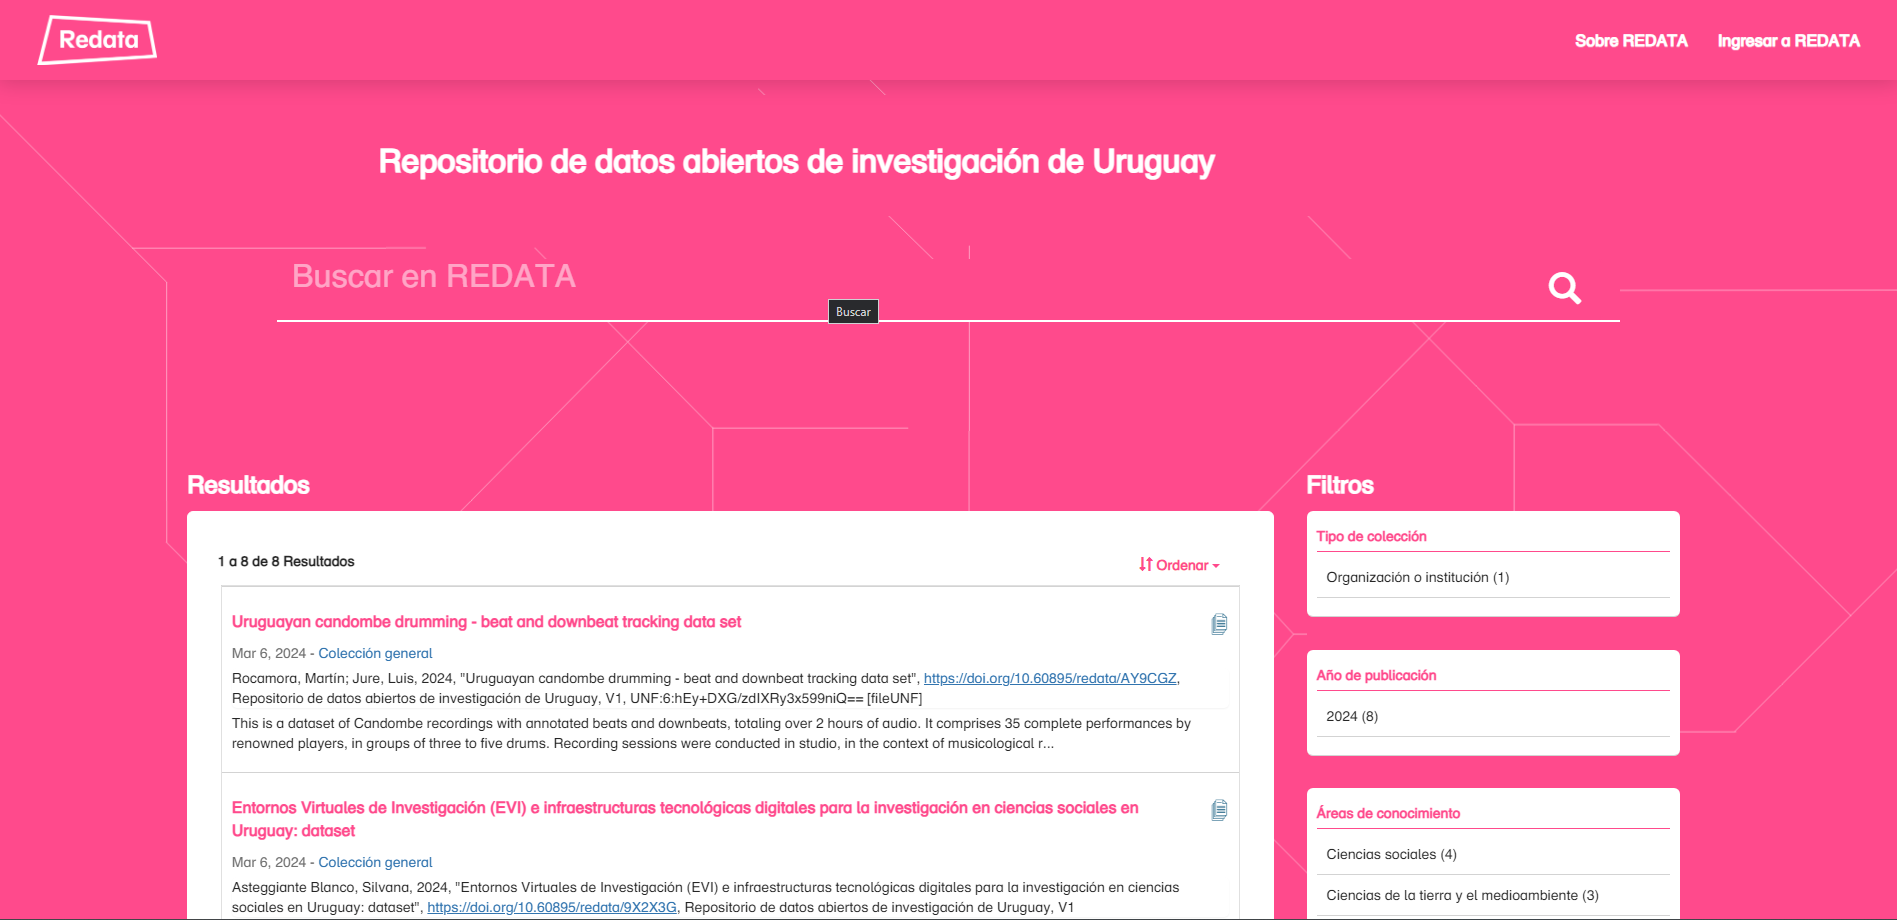 Redata
Sobre REDATA
Ingresar a REDATA
Repositorio de datos abiertos de investigación de Uruguay
Buscar en REDATA
Buscar
Resultados
1 a 8 de 8 Resultados
Ordenar
Uruguayan candombe drumming - beat and downbeat tracking data set
Mar 6, 2024 - Colección general
Rocamora, Martín; Jure, Luis, 2024, "Uruguayan candombe drumming - beat and downbeat tracking data set", https://doi.org/10.60895/redata/AY9CGZ,
Repositorio de datos abiertos de investigación de Uruguay, V1, UNF:6:hEy+DXG/zdIXRy3x599niQ== [fileUNF]
This is a dataset of Candombe recordings with annotated beats and downbeats, totaling over 2 hours of audio. It comprises 35 complete performances by
renowned players, in groups of three to five drums. Recording sessions were conducted in studio, in the context of musicological r...
Entornos Virtuales de Investigación (EVI) e infraestructuras tecnológicas digitales para la investigación en ciencias sociales en
Uruguay: dataset
Mar 6, 2024 - Colección general
Asteggiante Blanco, Silvana, 2024, "Entornos Virtuales de Investigación (EVI) e infraestructuras tecnológicas digitales para la investigación en ciencias
sociales en Uruguay: dataset", https://doi.org/10.60895/redata/9X2X3G, Repositorio de datos abiertos de investigación de Uruguay, V1
Filtros
Tipo de colección
Organización o institución (1)
Año de publicación
2024 (8)
Áreas de conocimiento
Ciencias sociales (4)
Ciencias de la tierra y el medioambiente (3)